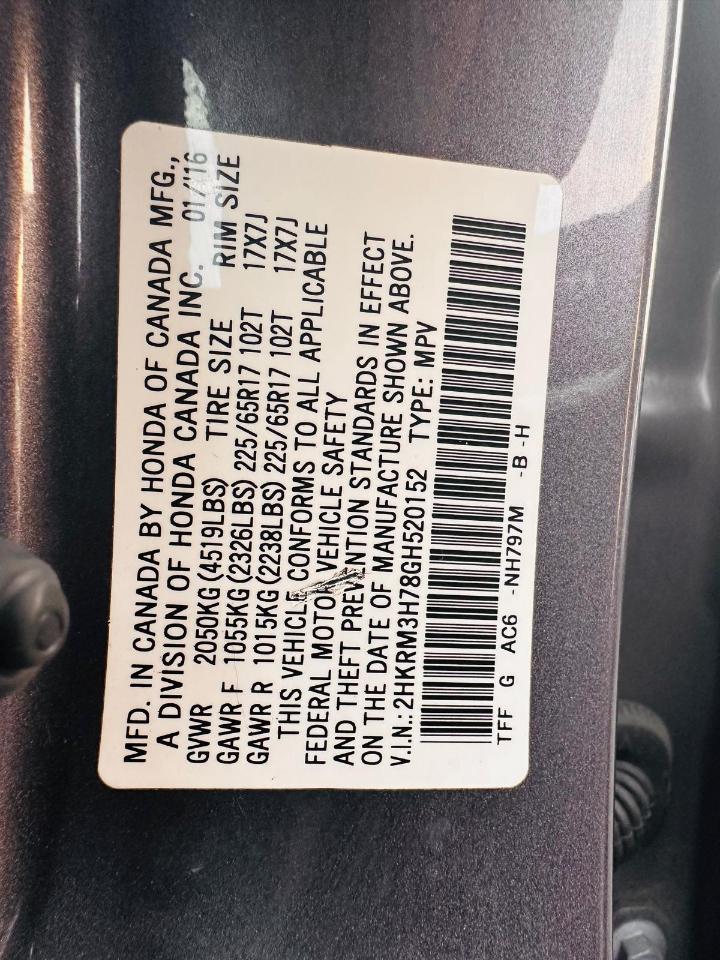 MFD. IN CANADA BY HONDA OF CANADA MFG.,
A DIVISION OF HONDA CANADA INC. 01/'16
GVWR 2050KG (4519LBS) TIRE SIZE RIM SIZE
GAWR F 1055KG (2326LBS) 225/65R17 102T 17X7J
GAWR R 1015KG (2238LBS) 225/65R17 102T 17X7J
THIS VEHICLE CONFORMS TO ALL APPLICABLE
FEDERAL MOTOR VEHICLE SAFETY
AND THEFT PREVENTION STANDARDS IN EFFECT
ON THE DATE OF MANUFACTURE SHOWN ABOVE.
V.I.N.: 2HKRM3H78GH520152 TYPE: MPV
TFF G AC6 -NH797M -B -H